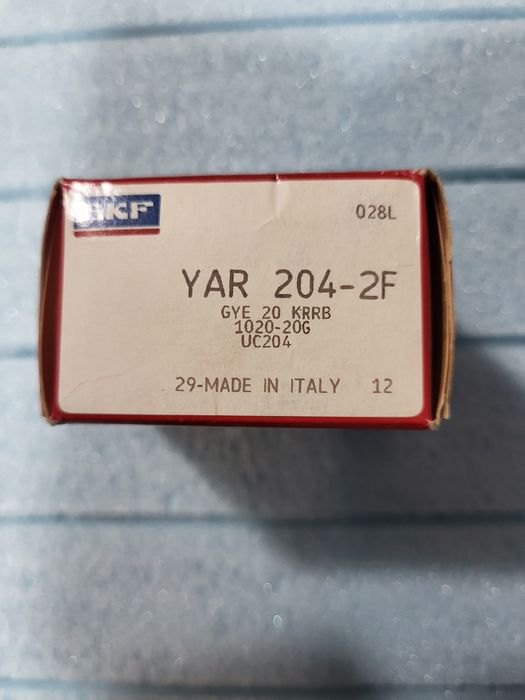 SKF
028L
YAR 204-2F
GYE 20 KRRB
1020-20G
UC204
29-MADE IN ITALY 12